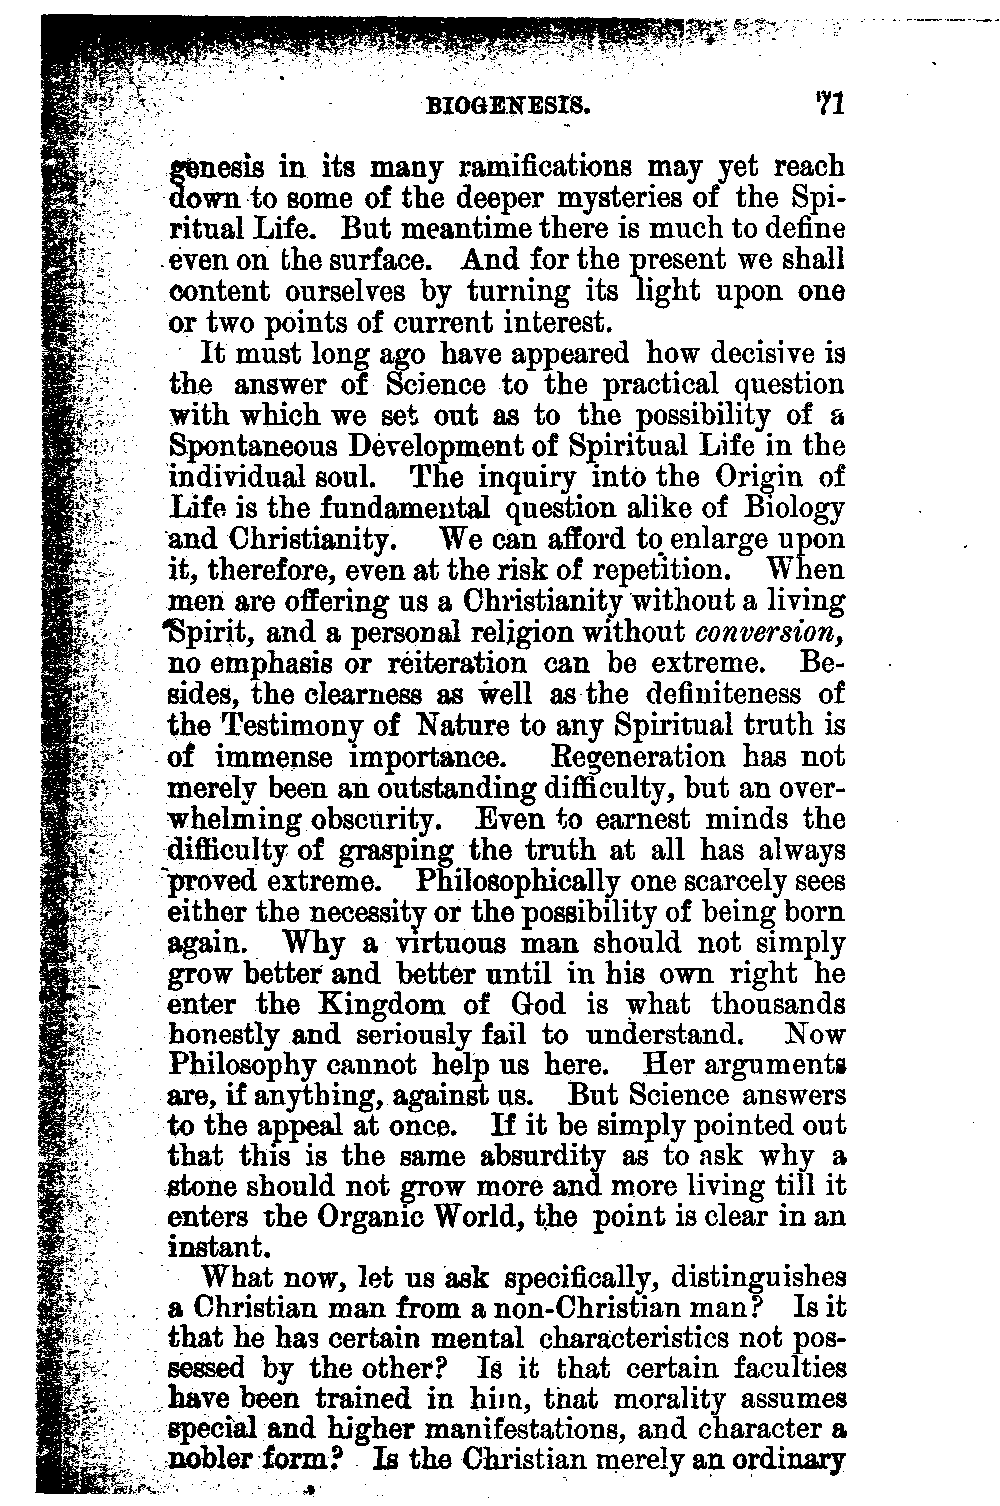 BIOGENESIS. 71
genesis in its many ramifications may yet reach
down to some of the deeper mysteries of the Spi-
ritual Life. But meantime there is much to define
even on the surface. And for the present we shall
content ourselves by turning its light upon one
or two points of current interest.
It must long ago have appeared how decisive is
the answer of Science to the practical question
with which we set out as to the possibility of a
Spontaneous Development of Spiritual Life in the
individual soul. The inquiry into the Origin of
Life is the fundamental question alike of Biology
and Christianity. We can afford to enlarge upon
it, therefore, even at the risk of repetition. When
men are offering us a Christianity without a living
Spirit, and a personal religion without conversion,
no emphasis or reiteration can be extreme. Be-
sides, the clearness as well as the definiteness of
the Testimony of Nature to any Spiritual truth is
of immense importance. Regeneration has not
merely been an outstanding difficulty, but an over-
whelming obscurity. Even to earnest minds the
difficulty of grasping the truth at all has always
proved extreme. Philosophically one scarcely sees
either the necessity or the possibility of being born
again. Why a virtuous man should not simply
grow better and better until in his own right he
enter the Kingdom of God is what thousands
honestly and seriously fail to understand. Now
Philosophy cannot help us here. Her arguments
are, if anything, against us. But Science answers
to the appeal at once. If it be simply pointed out
that this is the same absurdity as to ask why a
stone should not grow more and more living till it
enters the Organic World, the point is clear in an
instant.
What now, let us ask specifically, distinguishes
a Christian man from a non-Christian man? Is it
that he has certain mental characteristics not pos-
sessed by the other? Is it that certain faculties
have been trained in him, that morality assumes
special and higher manifestations, and character a
nobler form? Is the Christian merely an ordinary